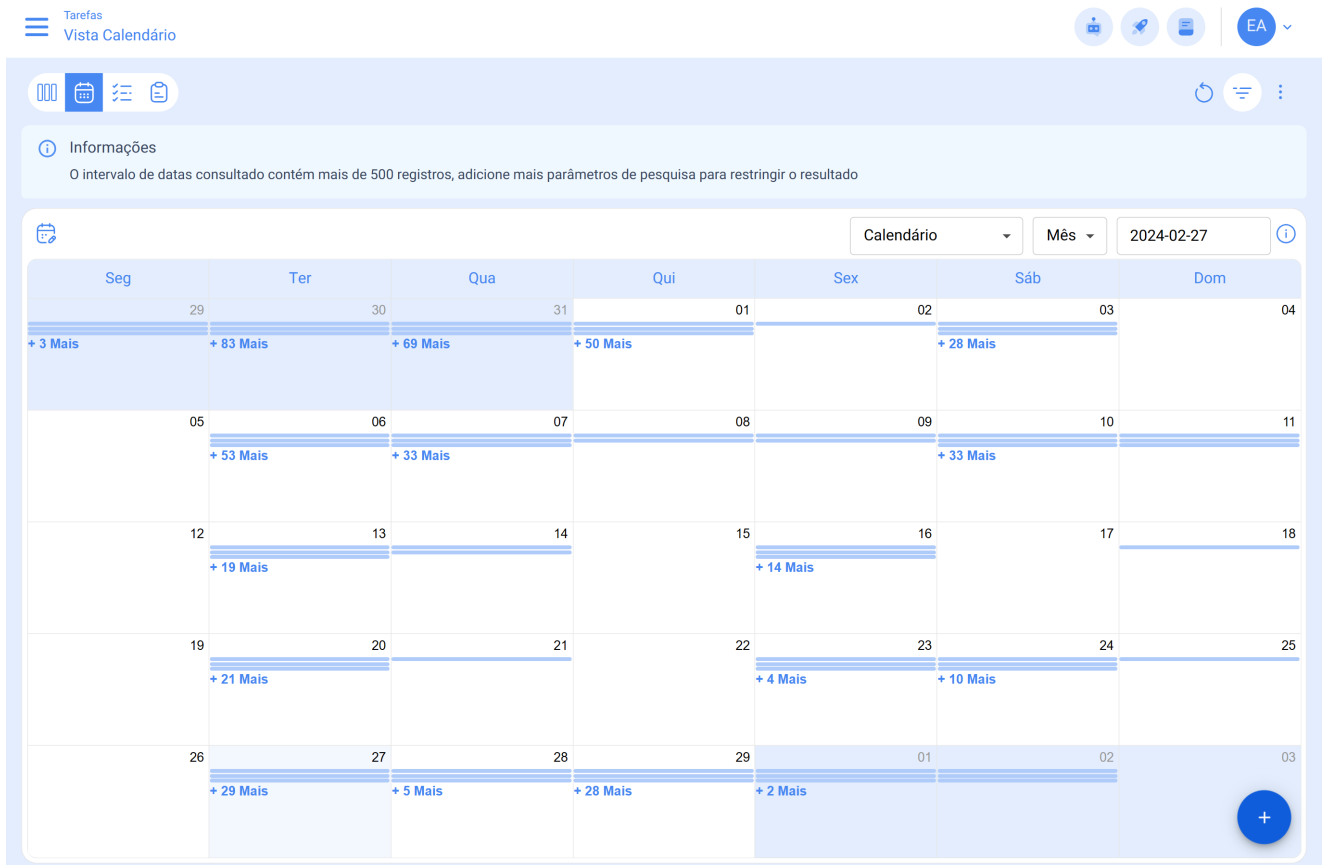 Tarefas
Vista Calendário
EA
Informações
O intervalo de datas consultado contém mais de 500 registros, adicione mais parâmetros de pesquisa para restringir o resultado
Calendário Mês 2024-02-27
Seg Ter Qua Qui Sex Sáb Dom
29 30 31 01 02 03 04
+ 3 Mais + 83 Mais + 69 Mais + 50 Mais + 28 Mais
05 06 07 08 09 10 11
+ 53 Mais + 33 Mais + 33 Mais
12 13 14 15 16 17 18
+ 19 Mais + 14 Mais
19 20 21 22 23 24 25
+ 21 Mais + 4 Mais + 10 Mais
26 27 28 29 01 02 03
+ 29 Mais + 5 Mais + 28 Mais + 2 Mais
+